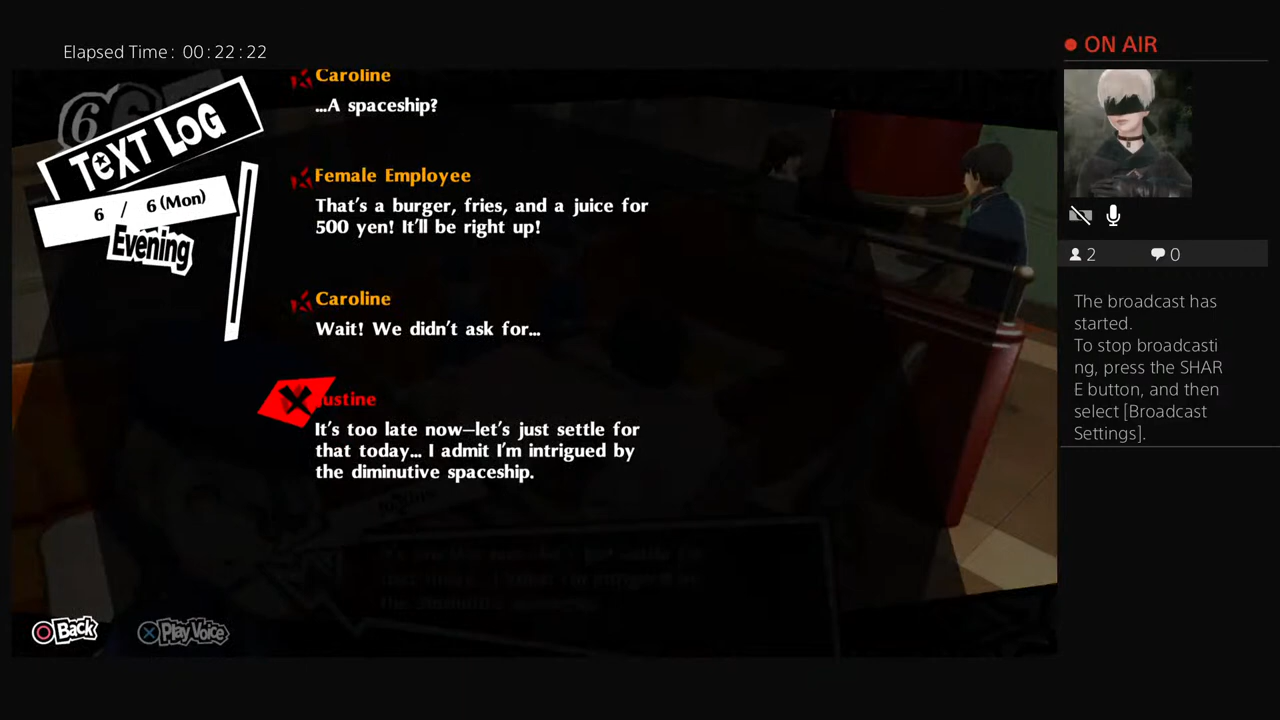 Elapsed Time: 00:22:22
ON AIR
Caroline
...A spaceship?
TEXT LOG
6 / 6 (Mon)
Evening
Female Employee
That's a burger, fries, and a juice for
500 yen! It'll be right up!
Caroline
Wait! We didn't ask for...
ustine
It's too late now—let's just settle for
that today... I admit I'm intrigued by
the diminutive spaceship.
Back
Play Voice
2
0
The broadcast has
started.
To stop broadcasti
ng, press the SHAR
E button, and then
select [Broadcast
Settings].